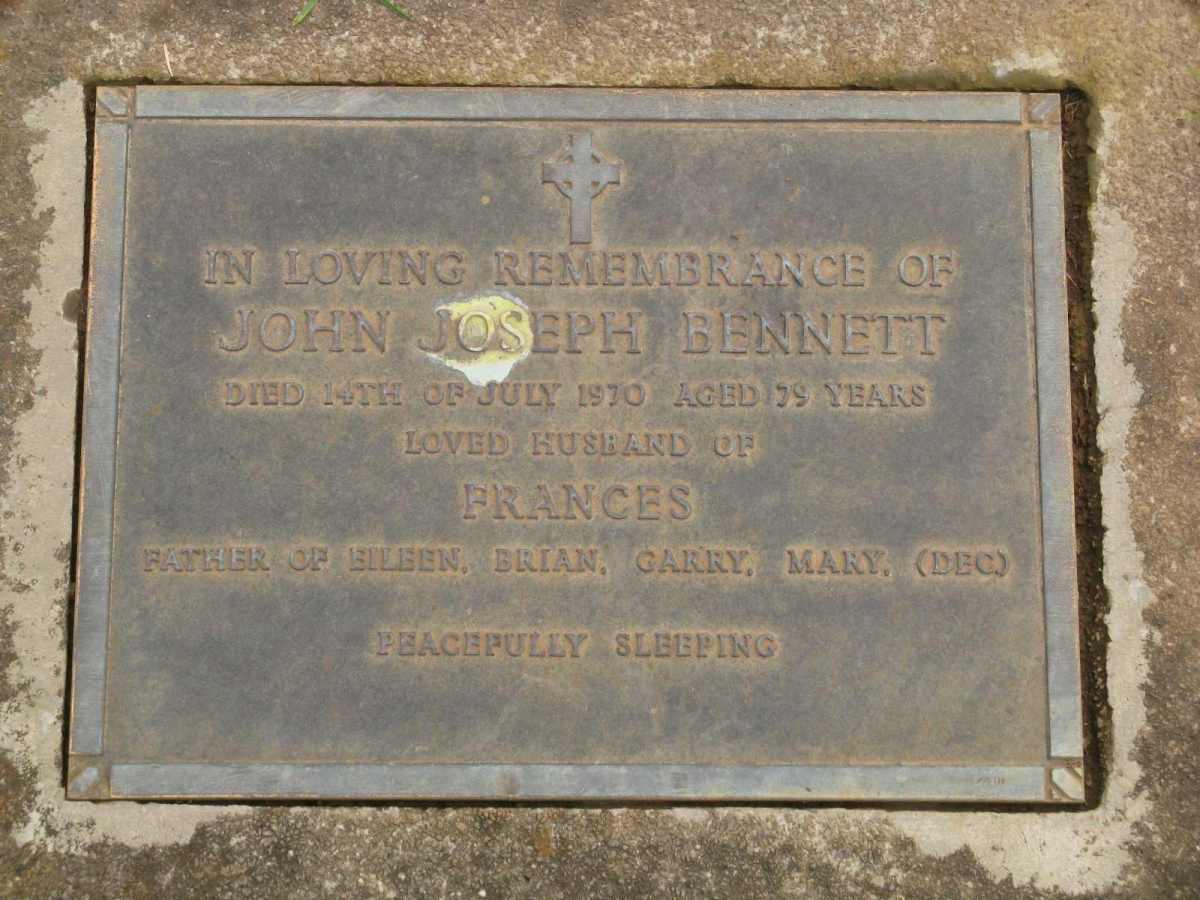 IN LOVING REMEMBRANCE OF
JOHN JOSEPH BENNETT
DIED 14TH OF JULY 1970 AGED 79 YEARS
LOVED HUSBAND OF
FRANCES
FATHER OF EILEEN, BRIAN, GARRY, MARY, (DEC)
PEACEFULLY SLEEPING